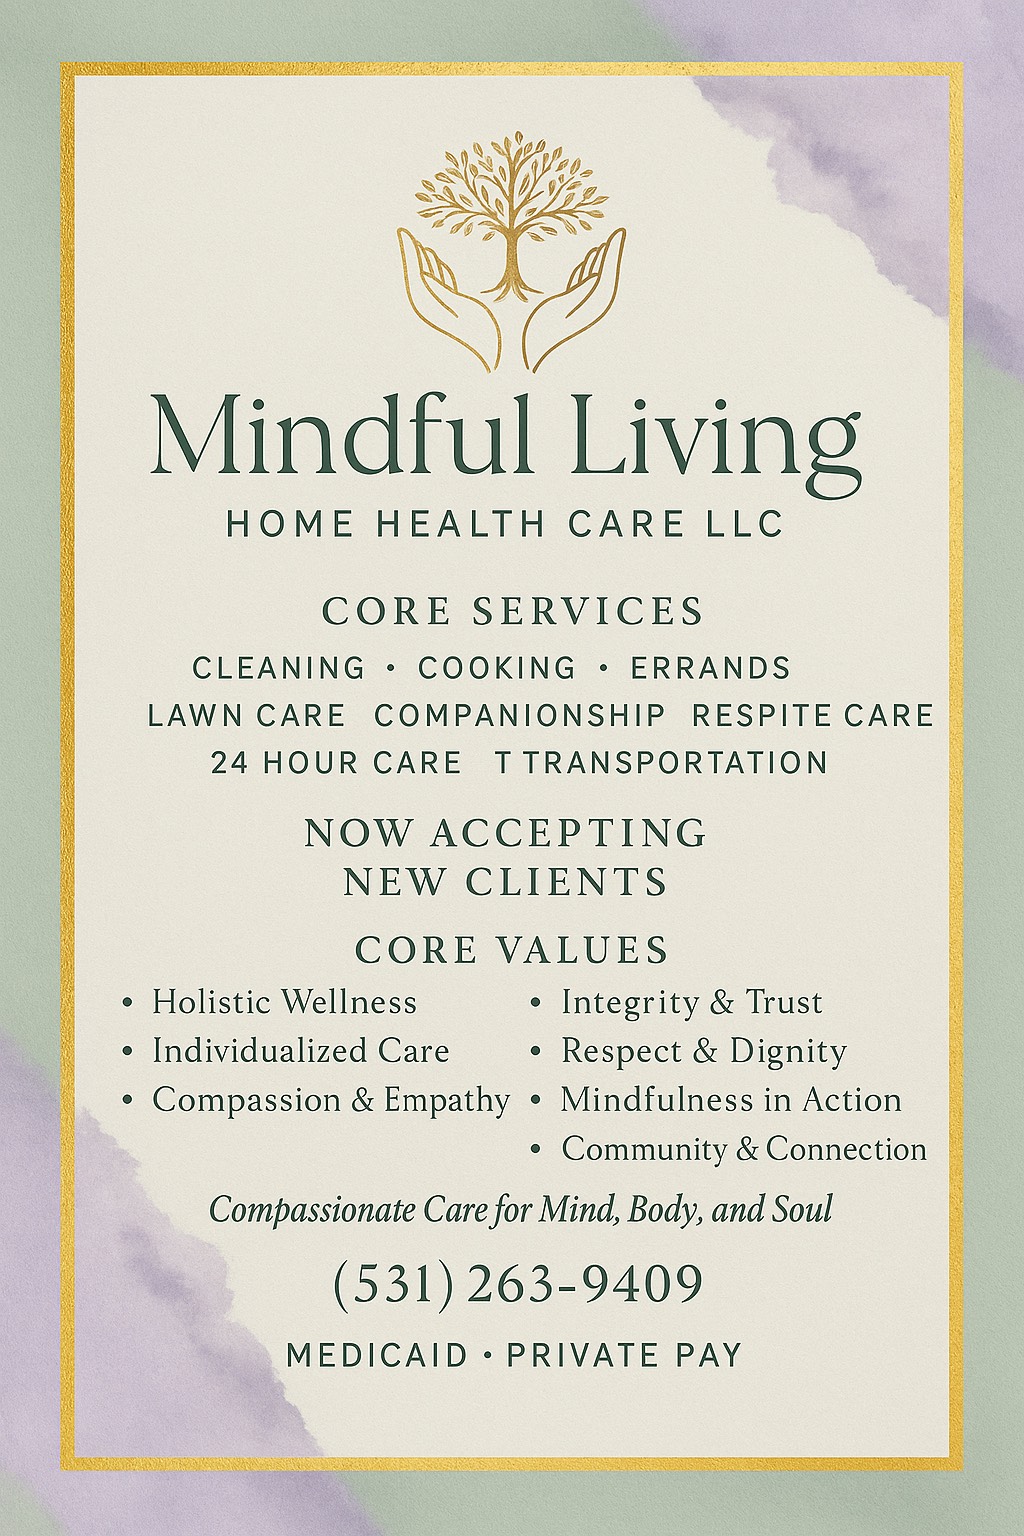 Mindful Living
HOME HEALTH CARE LLC
CORE SERVICES
CLEANING • COOKING • ERRANDS
LAWN CARE COMPANIONSHIP RESPITE CARE
24 HOUR CARE T TRANSPORTATION
NOW ACCEPTING
NEW CLIENTS
CORE VALUES
• Holistic Wellness
• Individualized Care
• Compassion & Empathy
• Integrity & Trust
• Respect & Dignity
• Mindfulness in Action
• Community & Connection
Compassionate Care for Mind, Body, and Soul
(531) 263-9409
MEDICAID • PRIVATE PAY